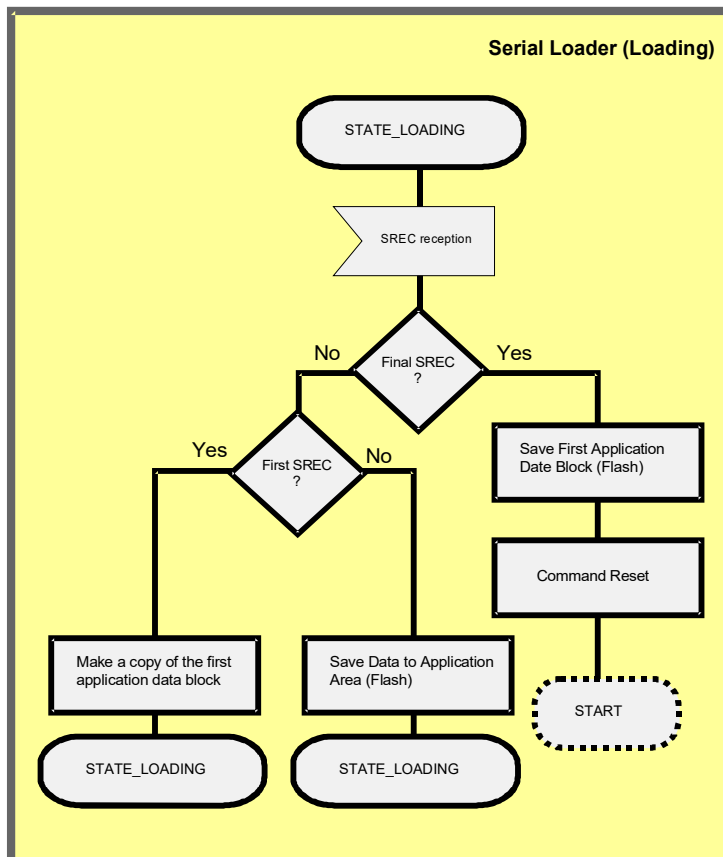 Serial Loader (Loading)
STATE_LOADING
SREC reception
No
Final SREC
?
Yes
Yes
First SREC
?
No
Save First Application
Date Block (Flash)
Command Reset
Make a copy of the first
application data block
Save Data to Application
Area (Flash)
START
STATE_LOADING
STATE_LOADING